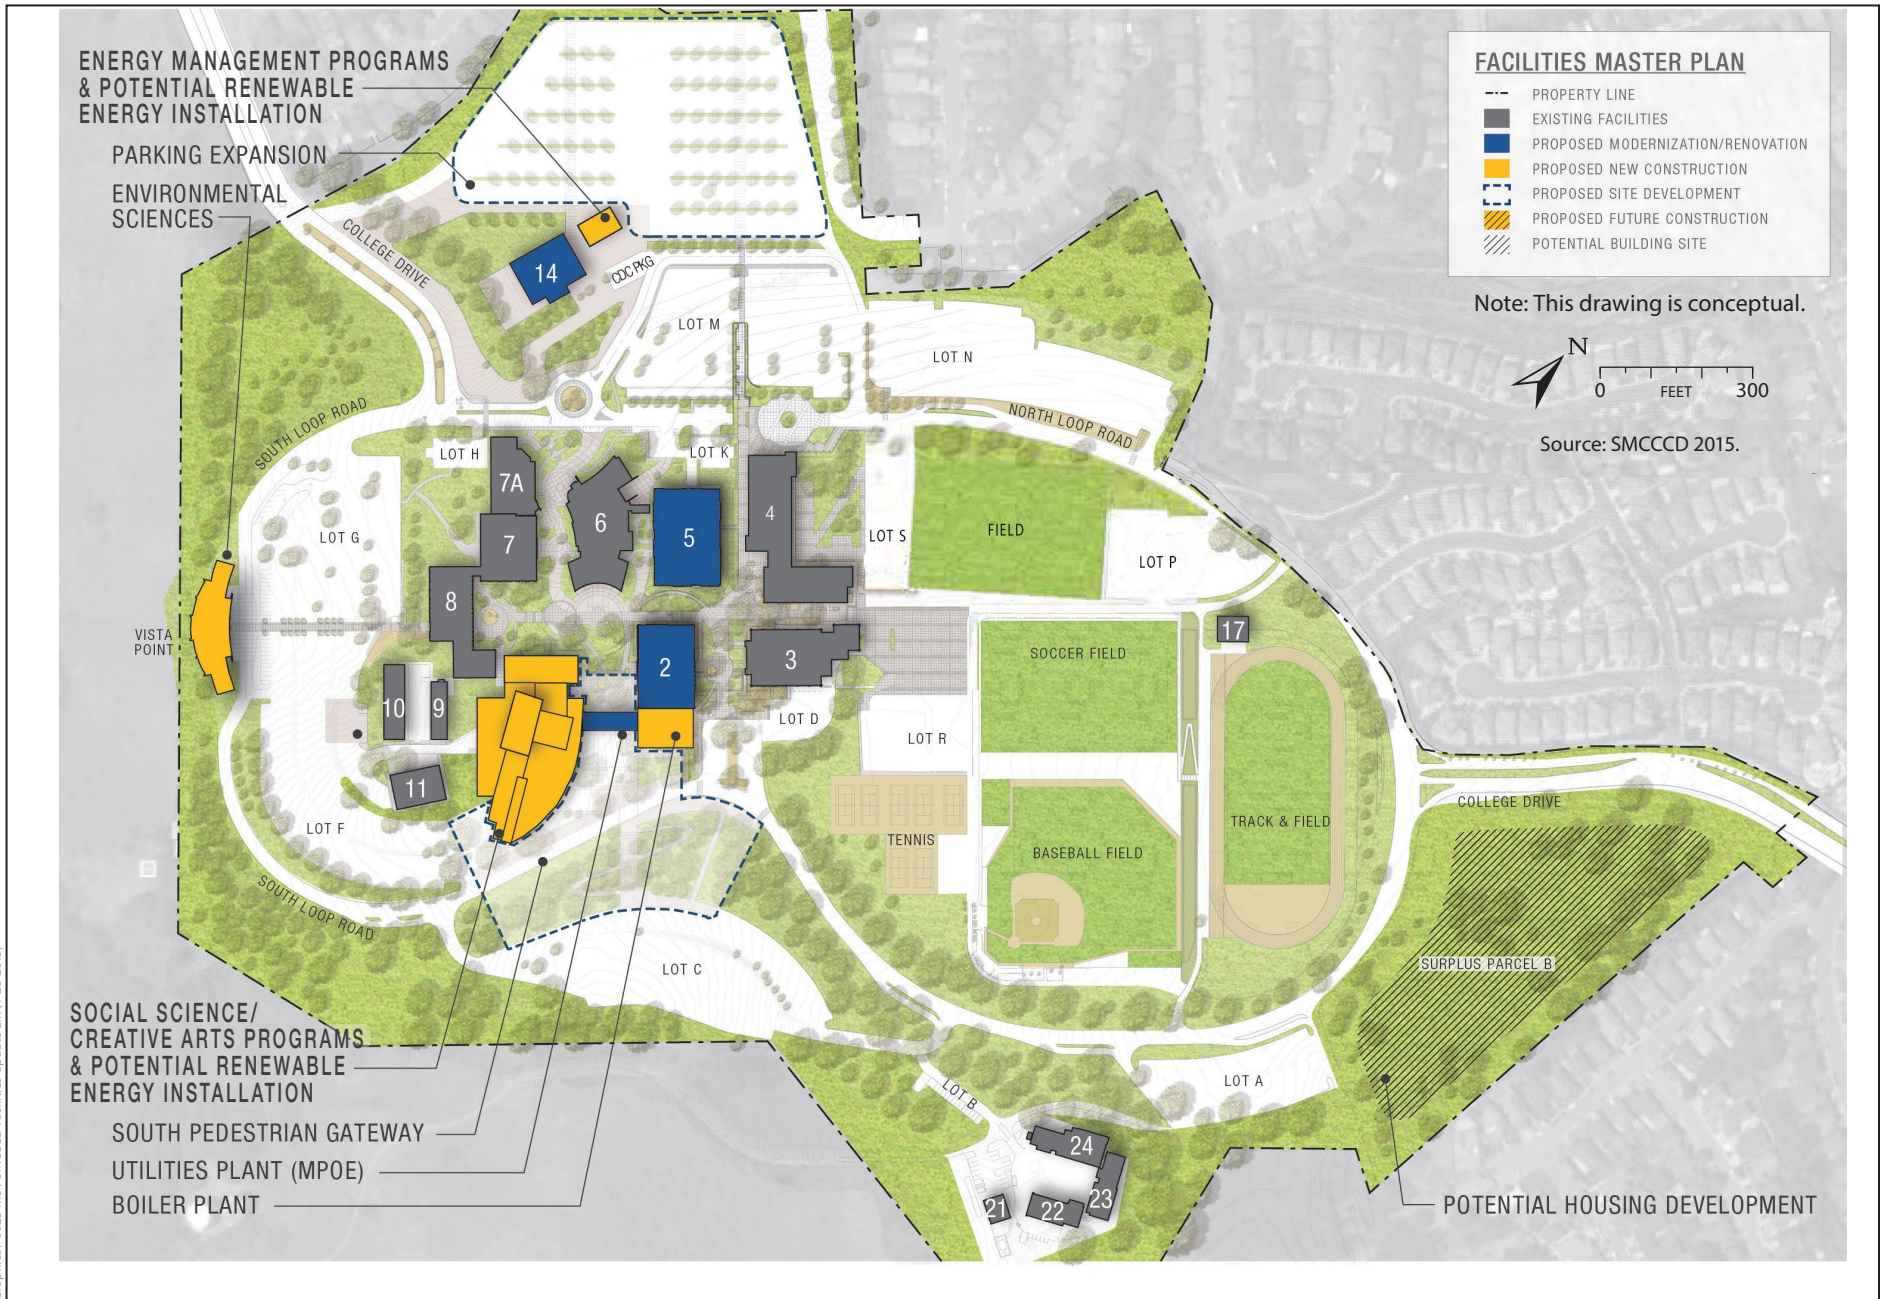 ENERGY MANAGEMENT PROGRAMS
& POTENTIAL RENEWABLE
ENERGY INSTALLATION
PARKING EXPANSION
ENVIRONMENTAL
SCIENCES
FACILITIES MASTER PLAN
PROPERTY LINE
EXISTING FACILITIES
PROPOSED MODERNIZATION/RENOVATION
PROPOSED NEW CONSTRUCTION
PROPOSED SITE DEVELOPMENT
PROPOSED FUTURE CONSTRUCTION
POTENTIAL BUILDING SITE
Note: This drawing is conceptual.
N
0 FEET 300
Source: SMCCCD 2015.
COLLEGE DRIVE
14
CDC PKG
LOT M
LOT N
NORTH LOOP ROAD
SOUTH LOOP ROAD
LOT H
LOT K
7A
7
6
5
4
LOT G
LOT S
FIELD
LOT P
8
17
VISTA
POINT
2
3
SOCCER FIELD
10
9
LOT D
LOT R
11
COLLEGE DRIVE
LOT F
TENNIS
TRACK & FIELD
BASEBALL FIELD
SOUTH LOOP ROAD
LOT C
SURPLUS PARCEL B
LOT A
LOT B
24
23
22
21
SOCIAL SCIENCE/
CREATIVE ARTS PROGRAMS
& POTENTIAL RENEWABLE
ENERGY INSTALLATION
SOUTH PEDESTRIAN GATEWAY
UTILITIES PLANT (MPOE)
BOILER PLANT
POTENTIAL HOUSING DEVELOPMENT